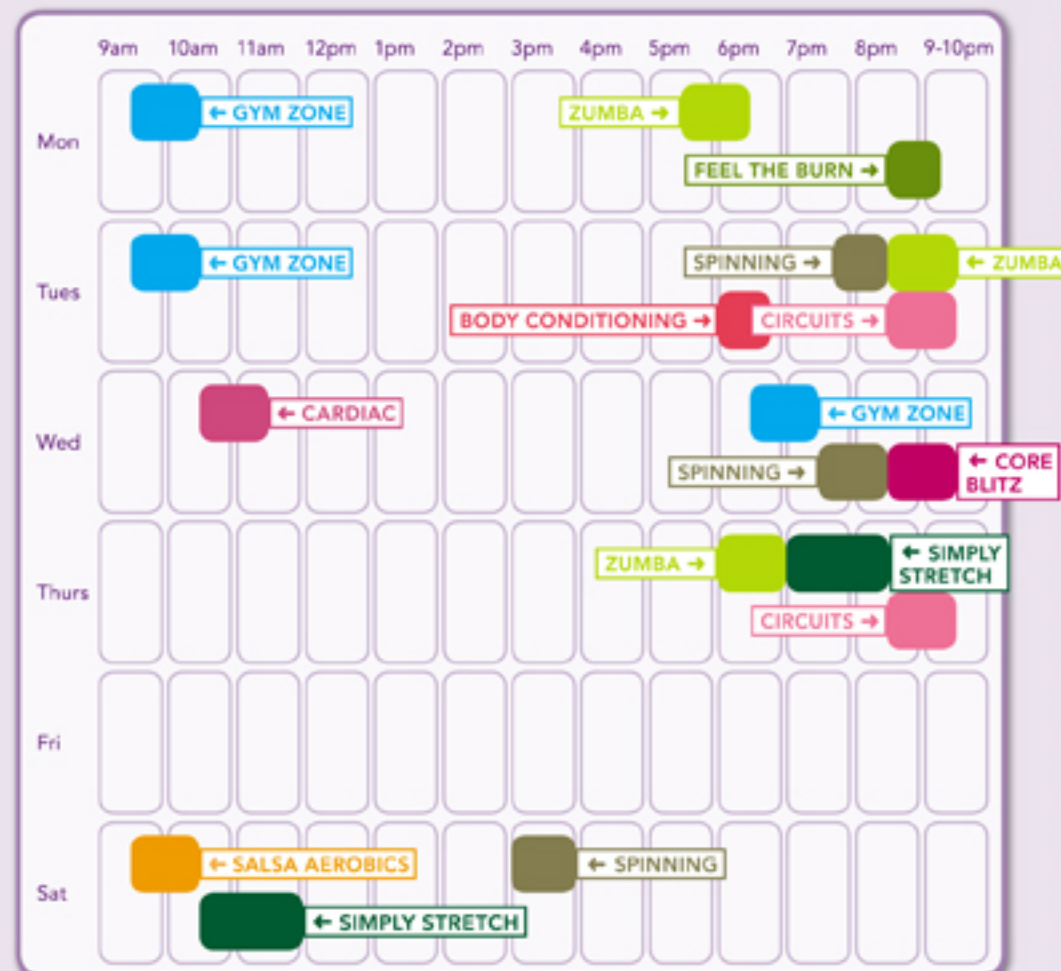 9am 10am 11am 12pm 1pm 2pm 3pm 4pm 5pm 6pm 7pm 8pm 9-10pm
Mon
← GYM ZONE
ZUMBA →
FEEL THE BURN →
Tues
← GYM ZONE
SPINNING →
← ZUMBA
BODY CONDITIONING →
CIRCUITS →
Wed
← CARDIAC
← GYM ZONE
SPINNING →
← CORE
BLITZ
Thurs
ZUMBA →
← SIMPLY
STRETCH
CIRCUITS →
Fri
Sat
← SALSA AEROBICS
← SPINNING
← SIMPLY STRETCH